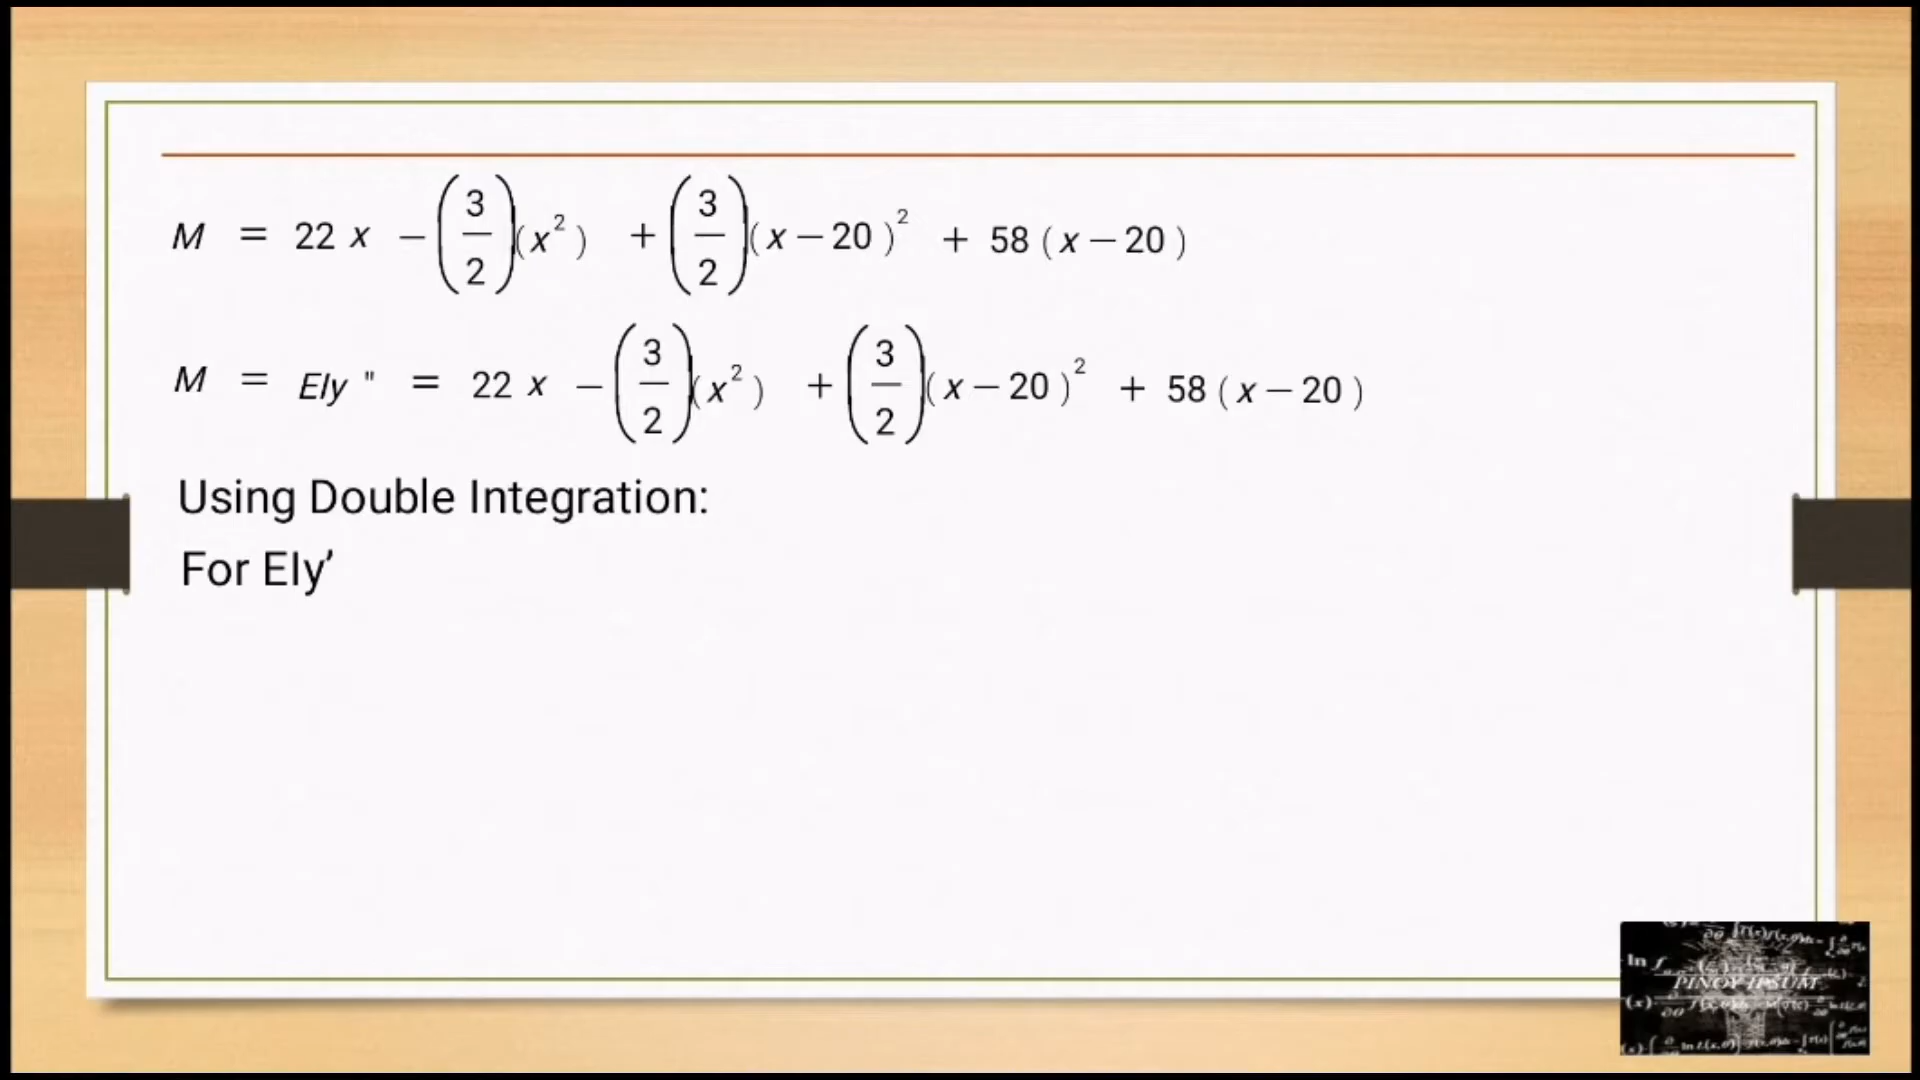 M = 22 x − (3/2)(x²) + (3/2)(x − 20)² + 58 (x − 20)
M = EIy " = 22 x − (3/2)(x²) + (3/2)(x − 20)² + 58 (x − 20)
Using Double Integration:
For EIy’
PINOY IPSUM